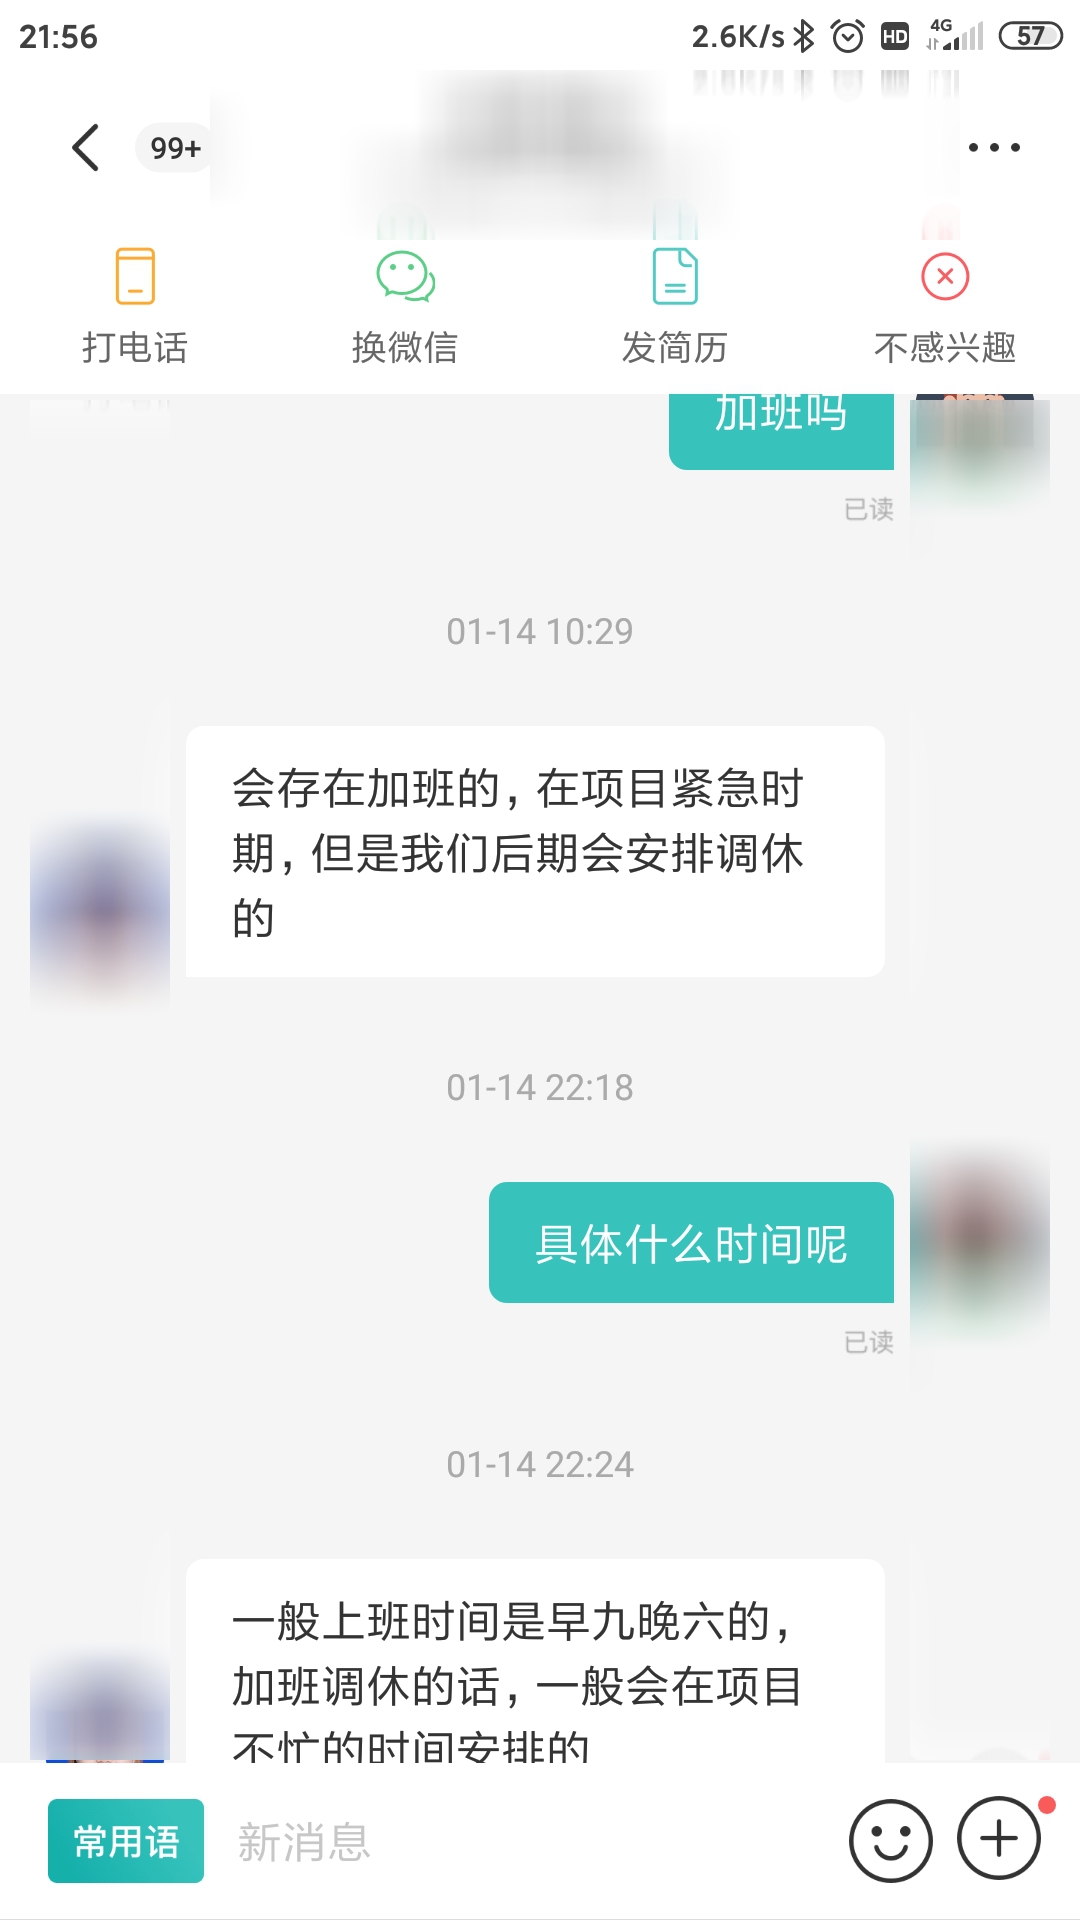 21:56
2.6K/s HD 4G 57
99+
打电话 换微信 发简历 不感兴趣
加班吗
已读
01-14 10:29
会存在加班的，在项目紧急时
期，但是我们后期会安排调休
的
01-14 22:18
具体什么时间呢
已读
01-14 22:24
一般上班时间是早九晚六的，
加班调休的话，一般会在项目
不忙的时间安排的
常用语 新消息